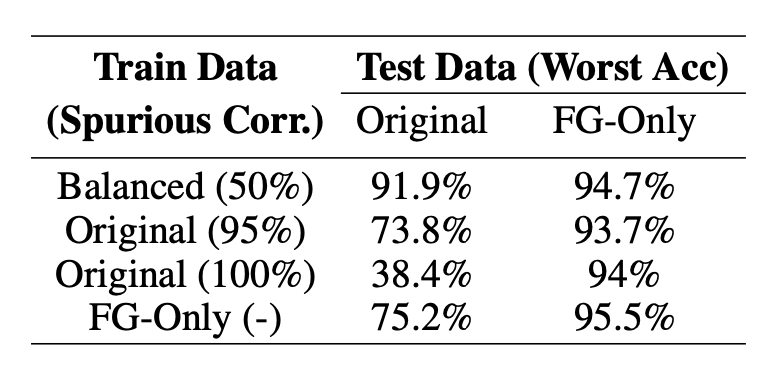 Train Data Test Data (Worst Acc)
(Spurious Corr.) Original FG-Only
Balanced (50%) 91.9% 94.7%
Original (95%) 73.8% 93.7%
Original (100%) 38.4% 94%
FG-Only (-) 75.2% 95.5%